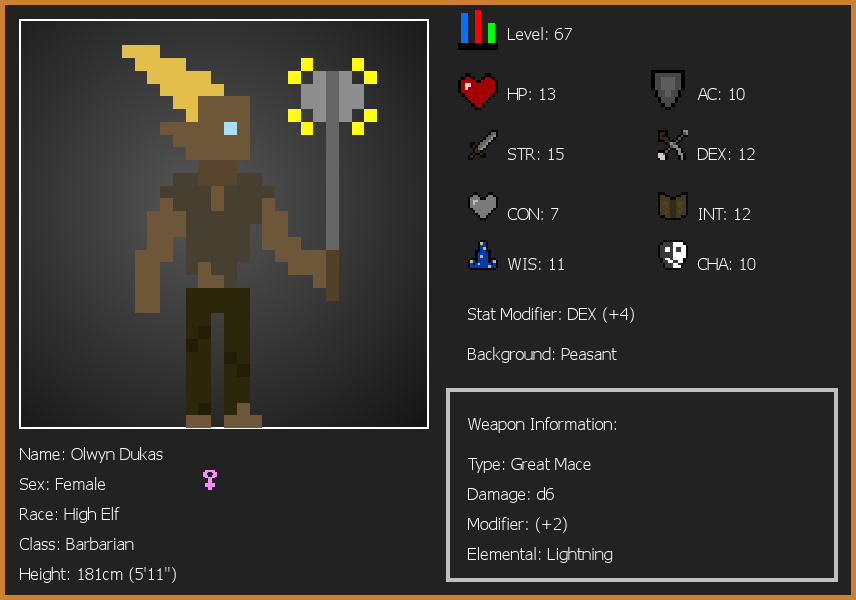 Level: 67
HP: 13
AC: 10
STR: 15
DEX: 12
CON: 7
INT: 12
WIS: 11
CHA: 10
Stat Modifier: DEX (+4)
Background: Peasant
Weapon Information:
Type: Great Mace
Damage: d6
Modifier: (+2)
Elemental: Lightning
Name: Olwyn Dukas
Sex: Female
Race: High Elf
Class: Barbarian
Height: 181cm (5'11")